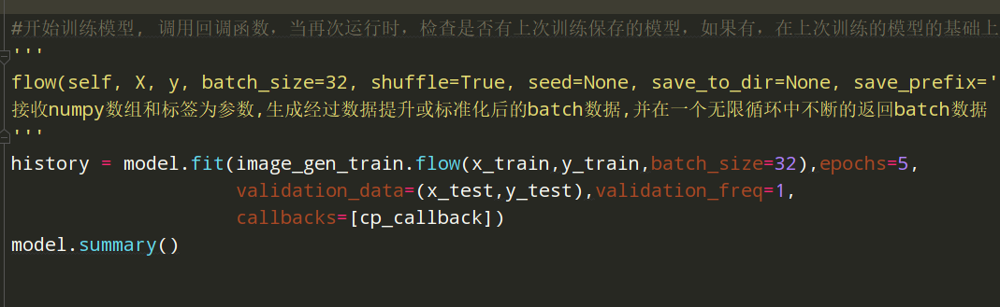 #开始训练模型, 调用回调函数，当再次运行时，检查是否有上次训练保存的模型，如果有，在上次训练的模型的基础上
'''
flow(self, X, y, batch_size=32, shuffle=True, seed=None, save_to_dir=None, save_prefix='
接收numpy数组和标签为参数,生成经过数据提升或标准化后的batch数据,并在一个无限循环中不断的返回batch数据
'''
history = model.fit(image_gen_train.flow(x_train,y_train,batch_size=32),epochs=5,
validation_data=(x_test,y_test),validation_freq=1,
callbacks=[cp_callback])
model.summary()